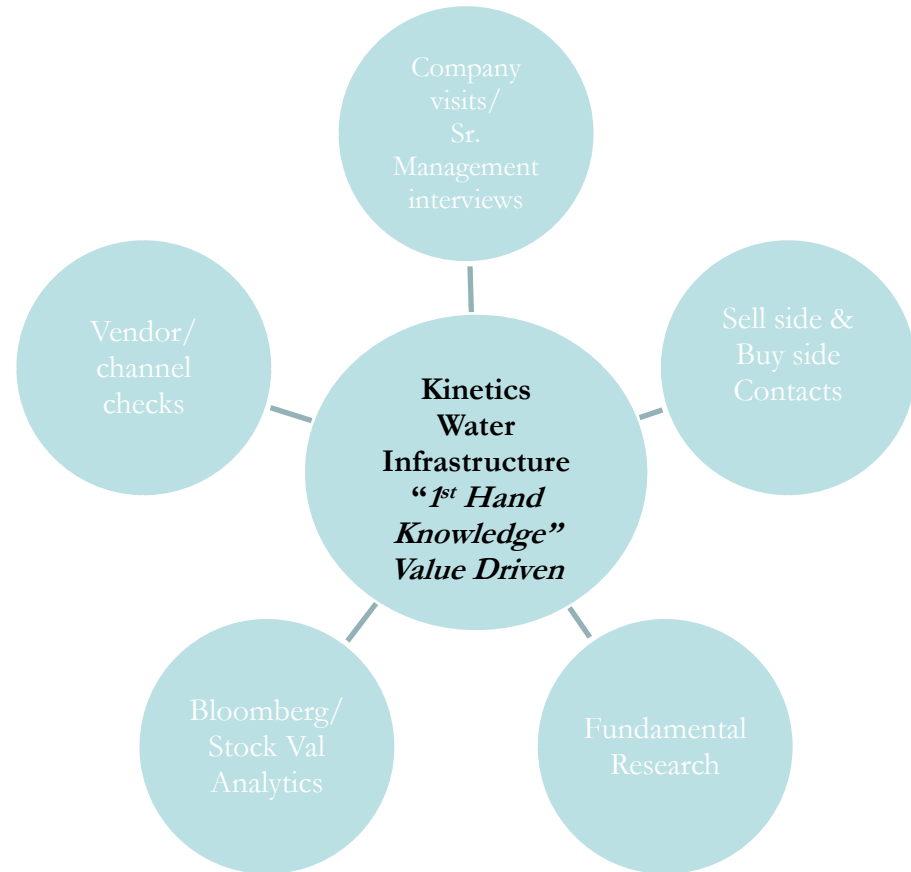 Company
visits/
Sr.
Management
interviews
Vendor/
channel
checks
Sell side &
Buy side
Contacts
Kinetics
Water
Infrastructure
“1st Hand
Knowledge”
Value Driven
Bloomberg/
Stock Val
Analytics
Fundamental
Research